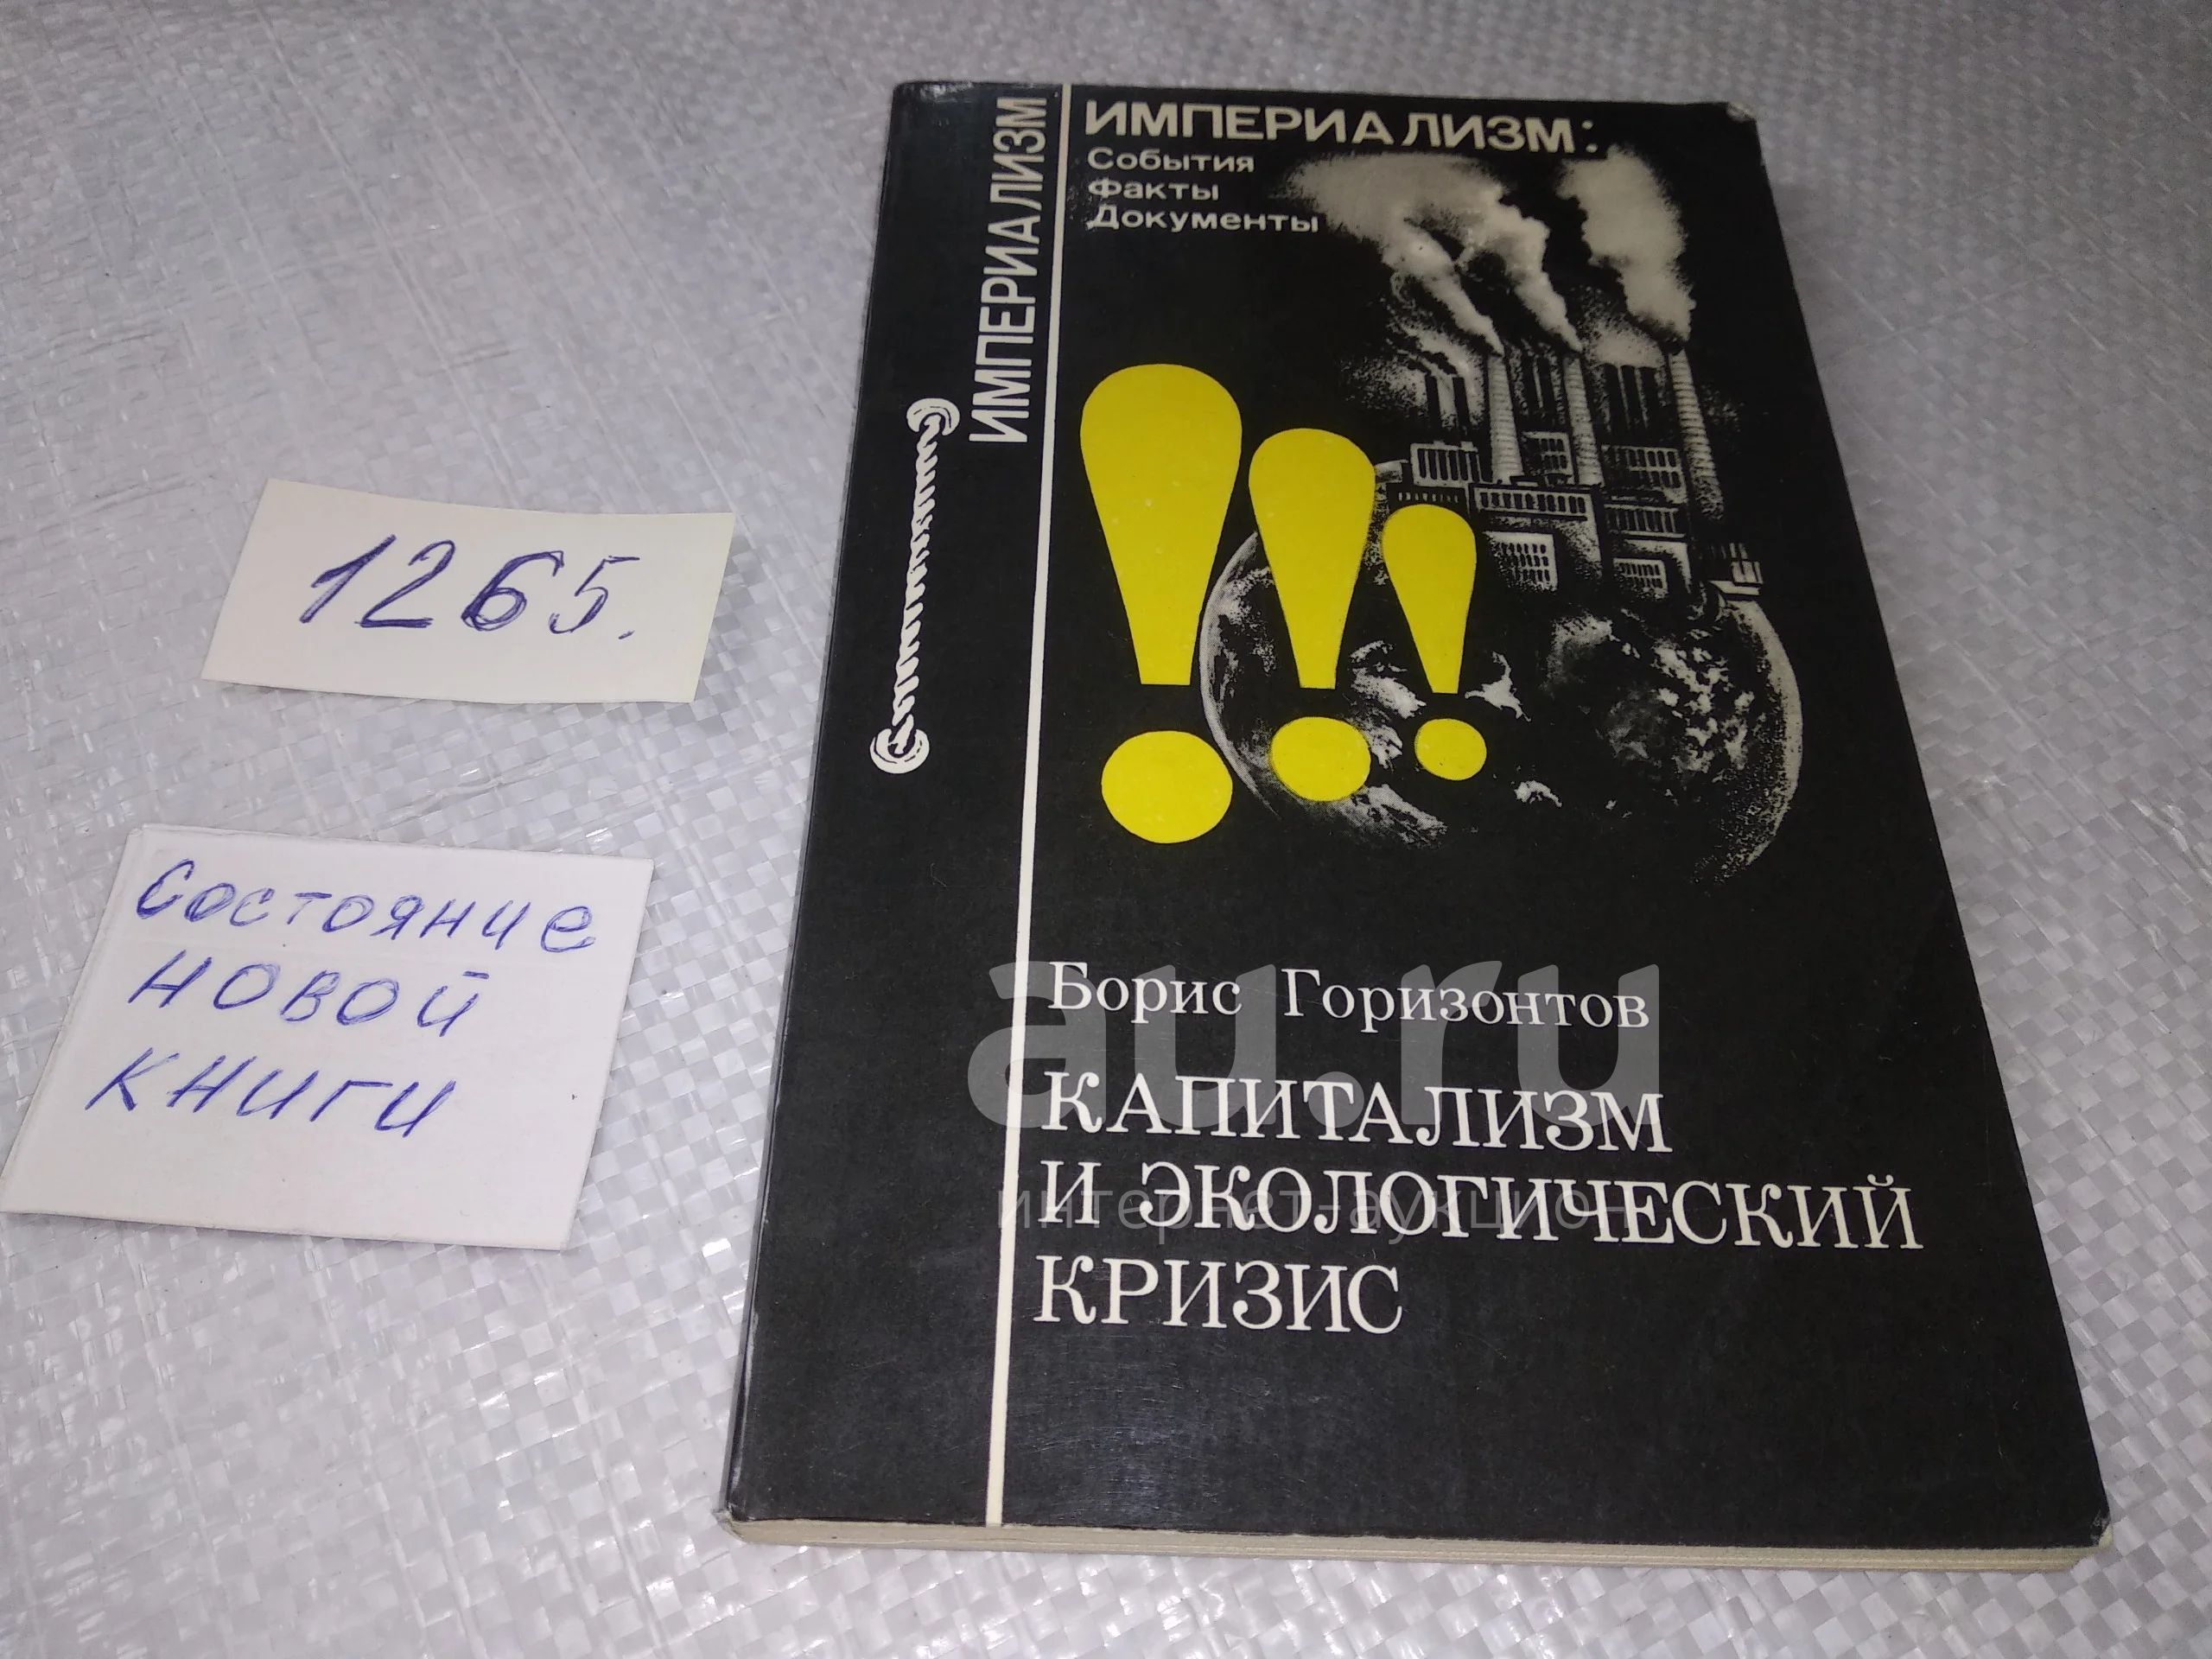 ИМПЕРИАЛИЗМ
ИМПЕРИАЛИЗМ:
События
Факты
Документы
1265.
Состояние
новой
книги
Борис Горизонтов
КАПИТАЛИЗМ
И ЭКОЛОГИЧЕСКИЙ
КРИЗИС
au.ru
интернет-аукцион